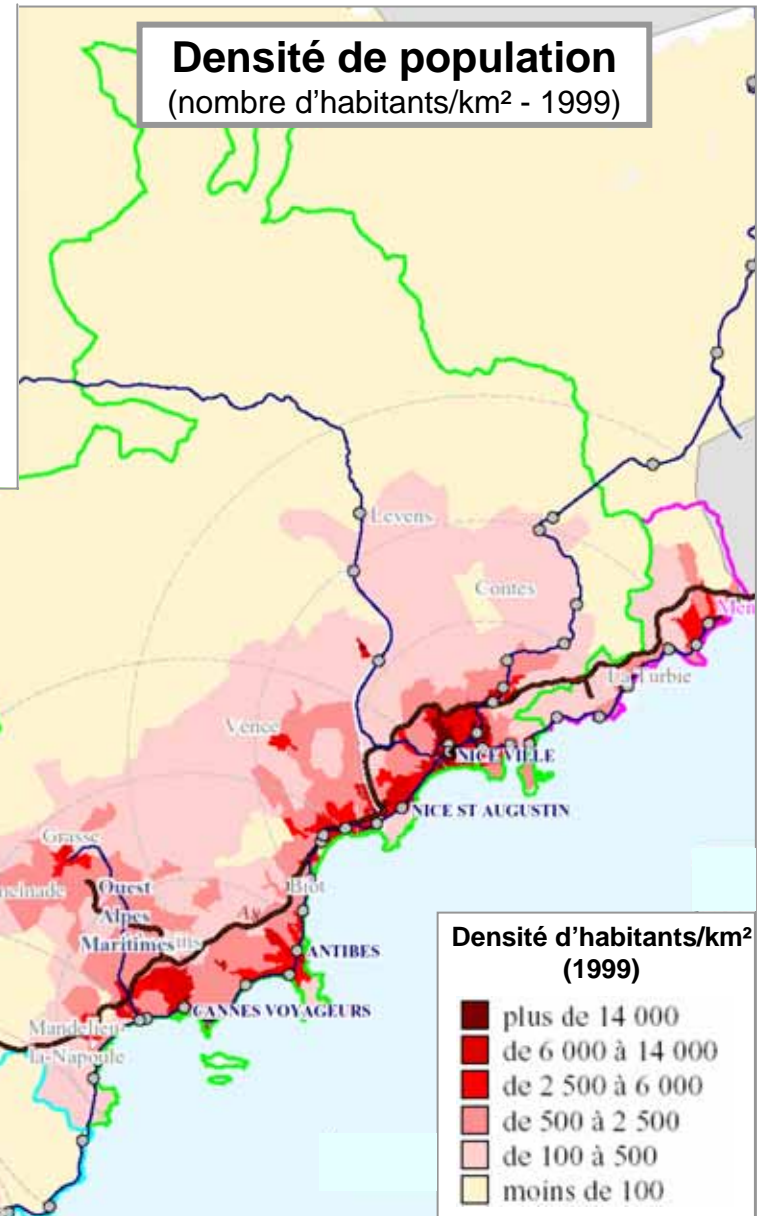 Densité de population
(nombre d'habitants/km² - 1999)
Levens
Contes
La Turbie
Vence
NICE VILLE
NICE ST AUGUSTIN
Grasse
Ouest
Biot
Alpes
A8
Maritimes
ANTIBES
CANNES VOYAGEURS
Mandelieu
la-Napoule
Densité d'habitants/km²
(1999)
plus de 14 000
de 6 000 à 14 000
de 2 500 à 6 000
de 500 à 2 500
de 100 à 500
moins de 100